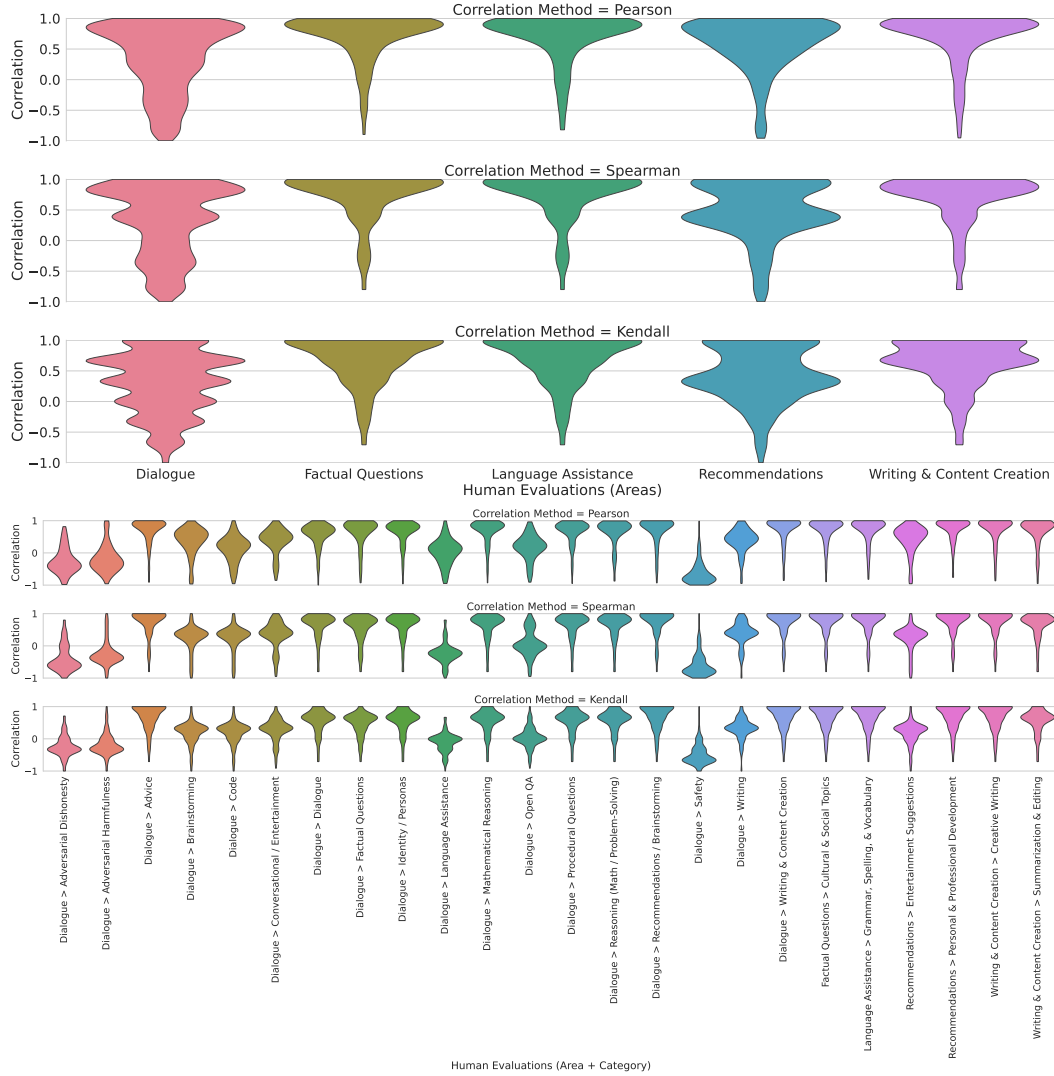 Correlation Method = Pearson
Correlation
1.0
0.5
0.0
−0.5
−1.0
Correlation Method = Spearman
Correlation
1.0
0.5
0.0
−0.5
−1.0
Correlation Method = Kendall
Correlation
1.0
0.5
0.0
−0.5
−1.0
Dialogue
Factual Questions
Language Assistance
Recommendations
Writing & Content Creation
Human Evaluations (Areas)
Correlation Method = Pearson
Correlation
1
0
−1
Correlation Method = Spearman
Correlation
1
0
−1
Correlation Method = Kendall
Correlation
1
0
−1
Dialogue > Adversarial Dishonesty
Dialogue > Adversarial Harmfulness
Dialogue > Advice
Dialogue > Brainstorming
Dialogue > Code
Dialogue > Conversational / Entertainment
Dialogue > Dialogue
Dialogue > Factual Questions
Dialogue > Identity / Personas
Dialogue > Language Assistance
Dialogue > Mathematical Reasoning
Dialogue > Open QA
Dialogue > Procedural Questions
Dialogue > Reasoning (Math / Problem-Solving)
Dialogue > Recommendations / Brainstorming
Dialogue > Safety
Dialogue > Writing
Dialogue > Writing & Content Creation
Factual Questions > Cultural & Social Topics
Language Assistance > Grammar, Spelling, & Vocabulary
Recommendations > Entertainment Suggestions
Recommendations > Personal & Professional Development
Writing & Content Creation > Creative Writing
Writing & Content Creation > Summarization & Editing
Human Evaluations (Area + Category)